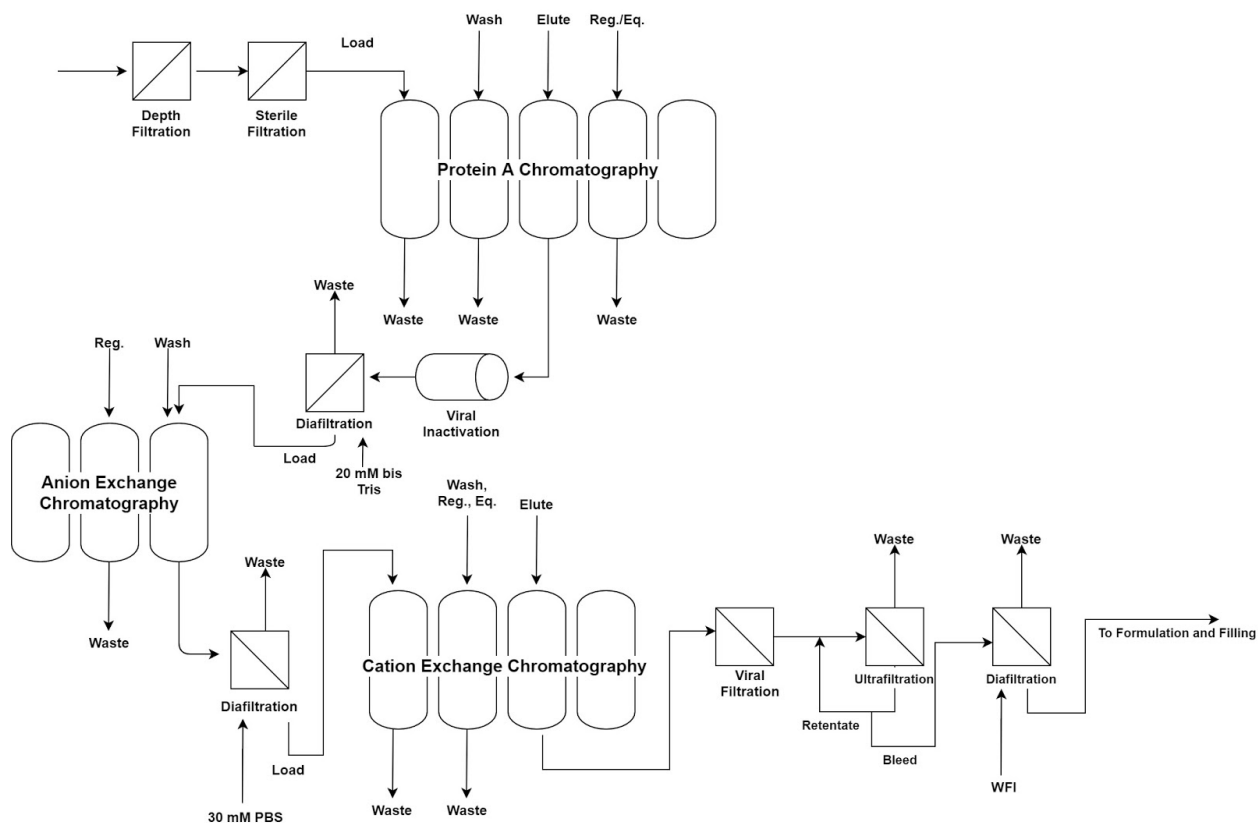 Wash
Elute
Reg./Eq.
Load
Depth
Filtration
Sterile
Filtration
Protein A Chromatography
Waste
Waste
Waste
Waste
Reg.
Wash
Diafiltration
Viral
Inactivation
Load
20 mM bis
Tris
Anion Exchange
Chromatography
Wash,
Reg., Eq.
Elute
Waste
Waste
Waste
Waste
To Formulation and Filling
Cation Exchange Chromatography
Viral
Filtration
Ultrafiltration
Diafiltration
Diafiltration
Retentate
Bleed
Load
WFI
Waste
Waste
30 mM PBS